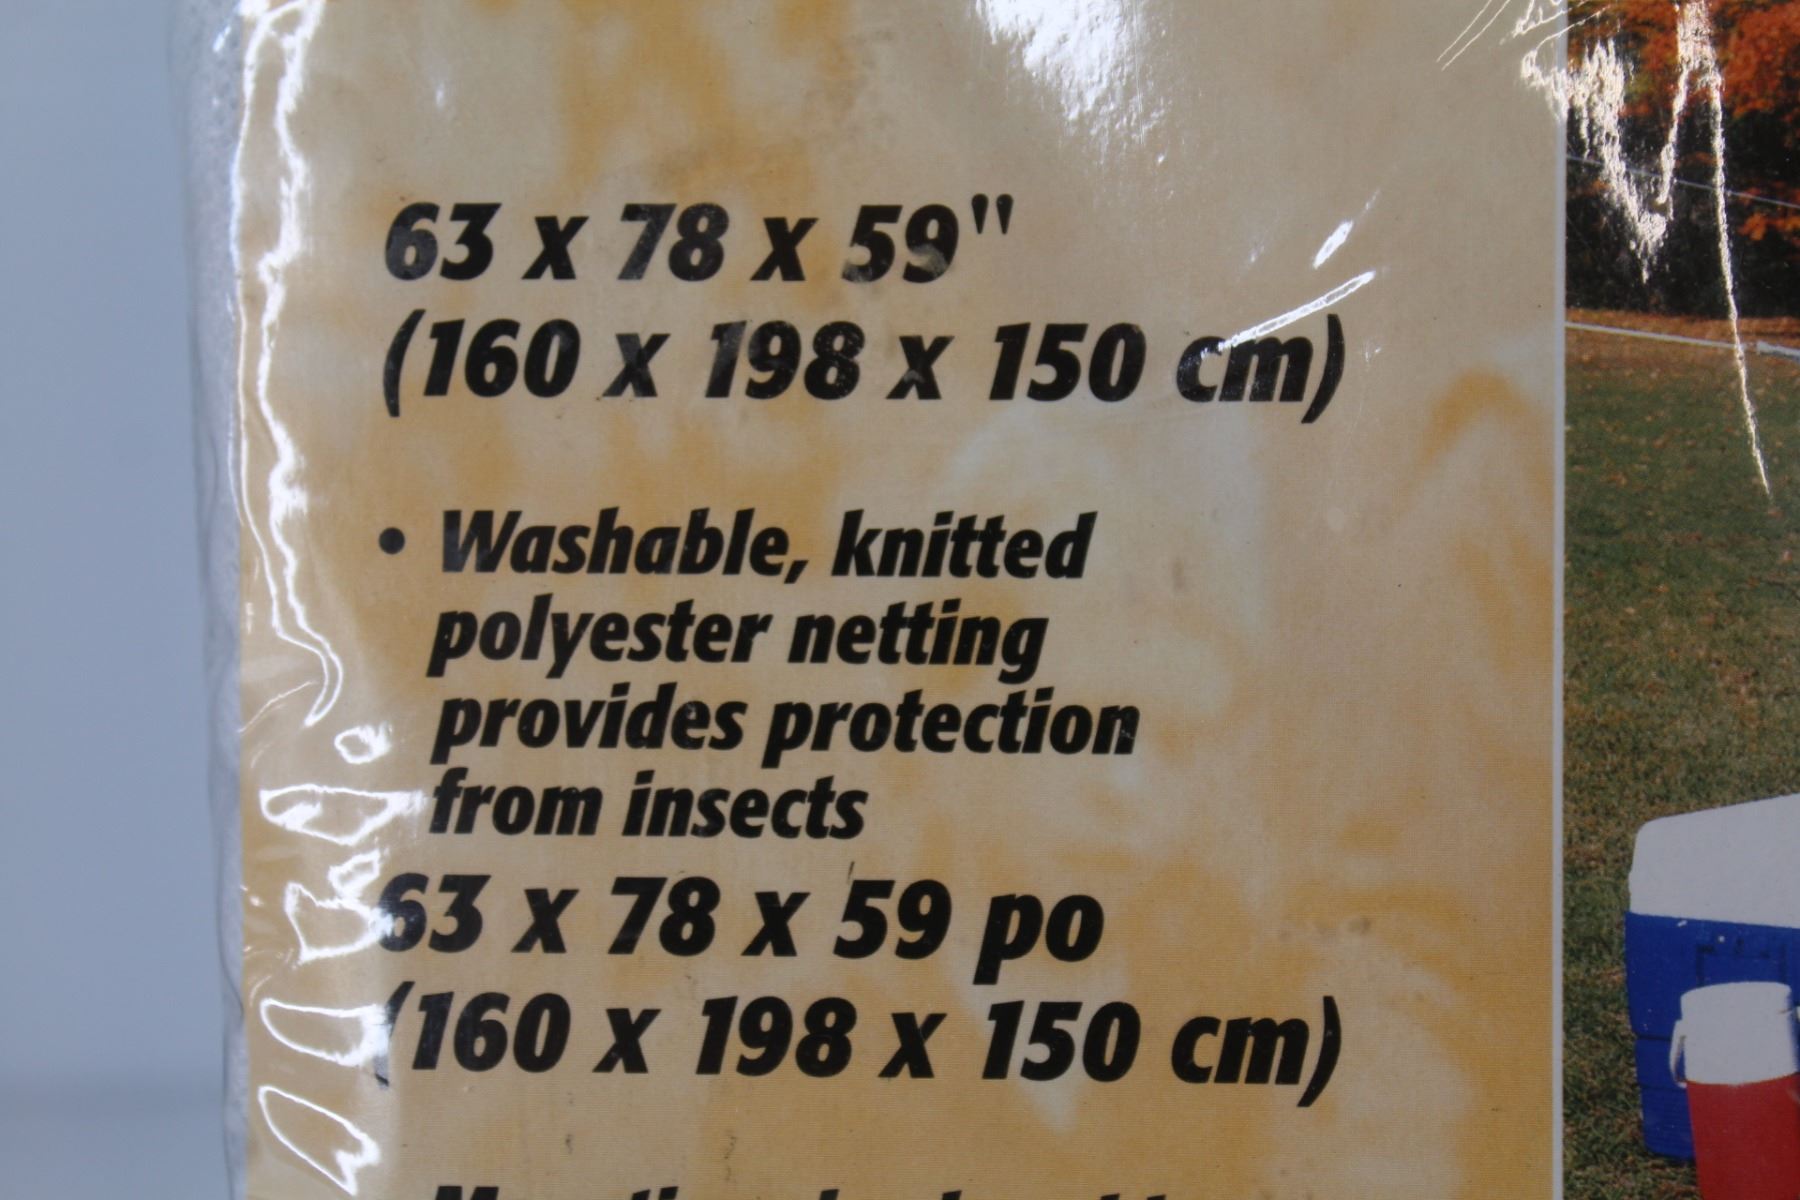 63 x 78 x 59"
(160 x 198 x 150 cm)
• Washable, knitted
polyester netting
provides protection
from insects
63 x 78 x 59 po
(160 x 198 x 150 cm)